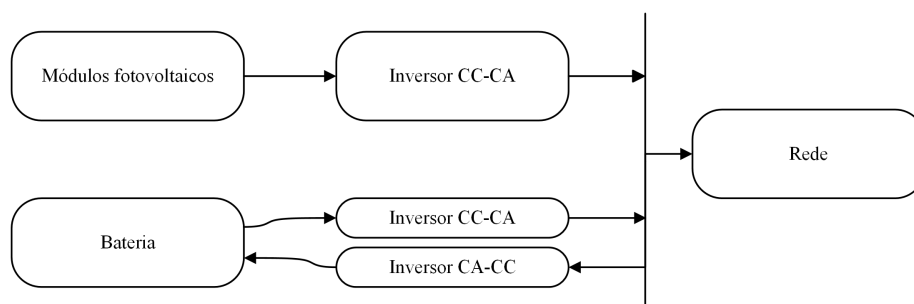 Módulos fotovoltaicos
Inversor CC-CA
Rede
Bateria
Inversor CC-CA
Inversor CA-CC